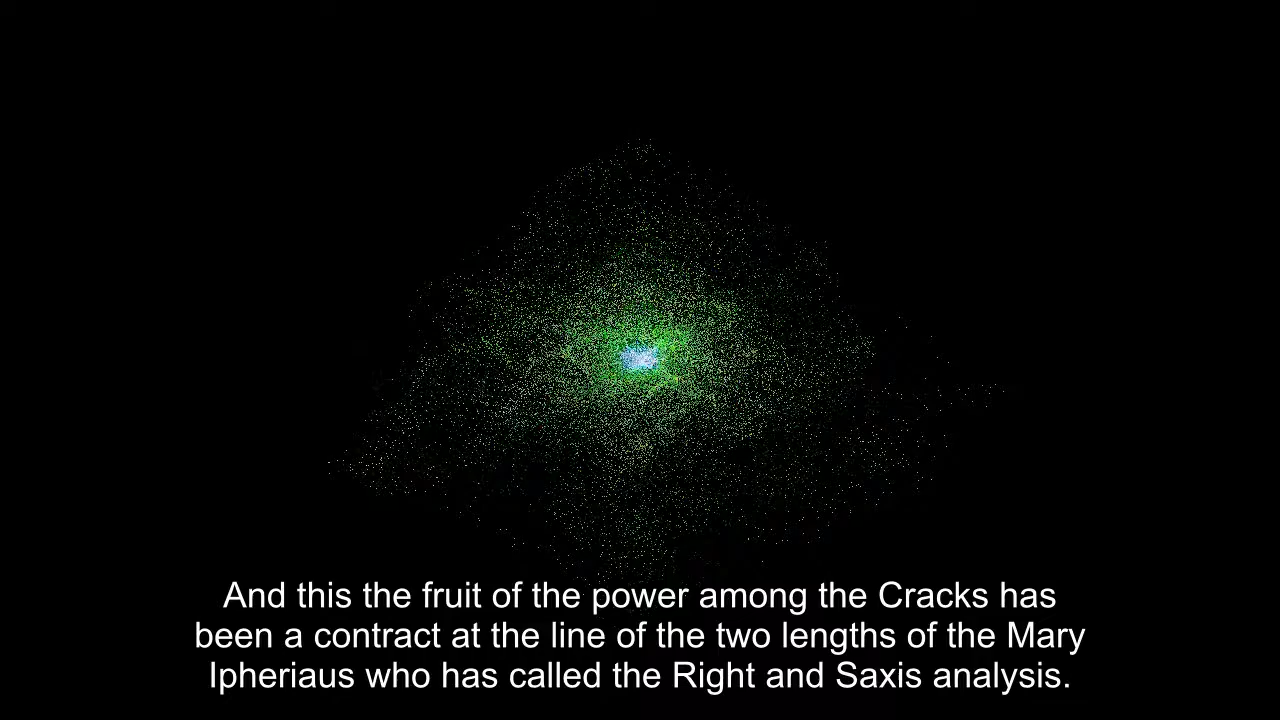 And this the fruit of the power among the Cracks has
been a contract at the line of the two lengths of the Mary
Ipheriaus who has called the Right and Saxis analysis.